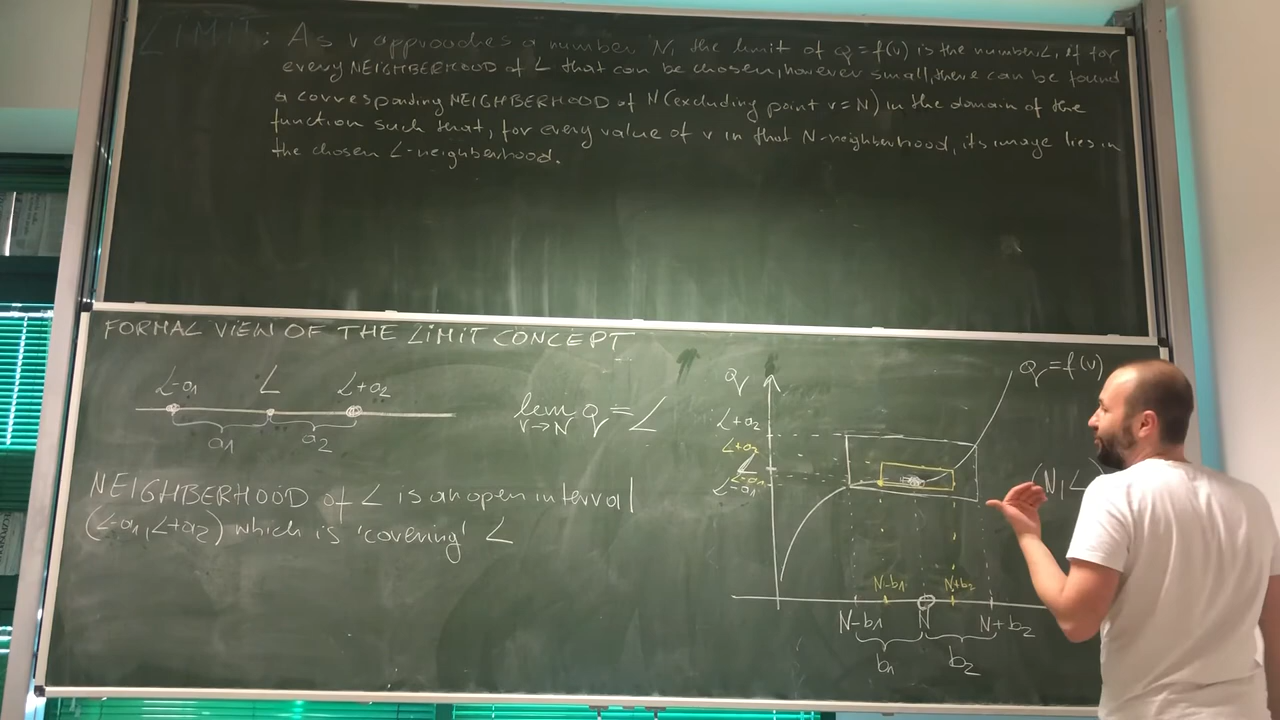 LIMIT: As v approaches a number N, the limit of q = f(v) is the number L, if for
every NEIGHBERHOOD of L that can be chosen, however small, there can be found
a corresponding NEIGHBERHOOD of N (excluding point v = N) in the domain of the
function such that, for every value of v in that N-neighberhood, its image lies in
the chosen L-neighberhood.
FORMAL VIEW OF THE LIMIT CONCEPT
L-a1 L L+a2
a1 a2
lim q = L
v→N
NEIGHBERHOOD of L is an open interval
(L-a1, L+a2) which is 'covering' L
q
q = f(v)
L+a2
L+a2
L
L-a1
L-a1
(N, L)
N-b1 N+b2
N-b1 N N+b2
b1 b2